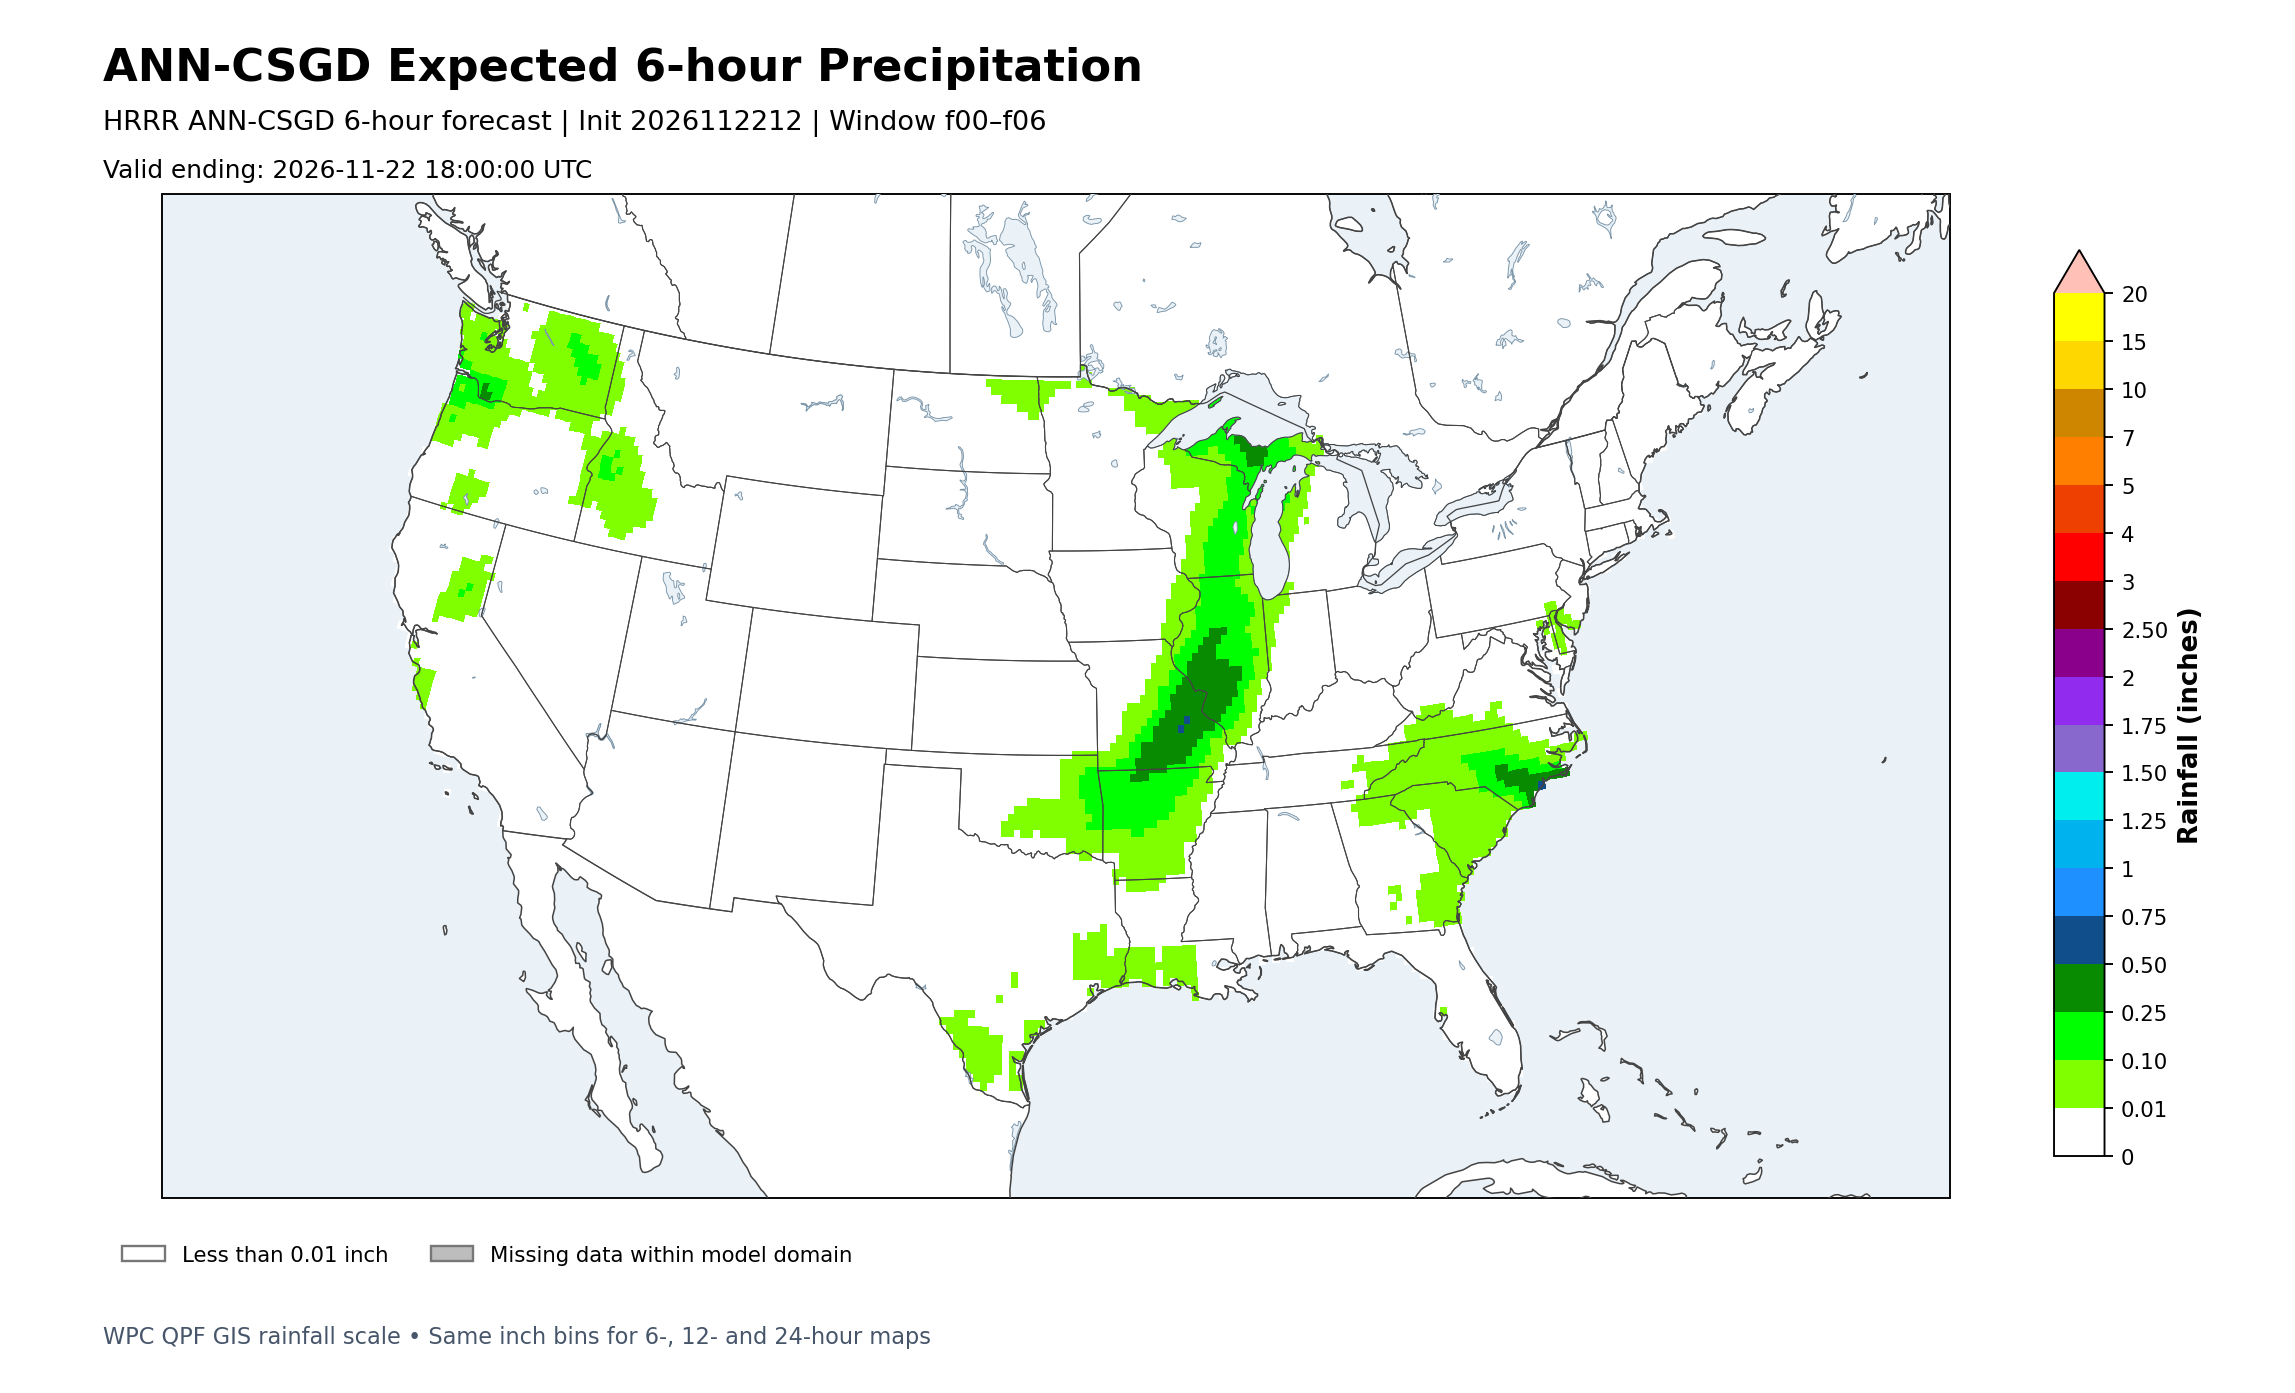 ANN-CSGD Expected 6-hour Precipitation
HRRR ANN-CSGD 6-hour forecast | Init 2026112212 | Window f00–f06
Valid ending: 2026-11-22 18:00:00 UTC
20
15
10
7
5
4
3
2.50
2
1.75
1.50
1.25
1
0.75
0.50
0.25
0.10
0.01
0
Rainfall (inches)
Less than 0.01 inch
Missing data within model domain
WPC QPF GIS rainfall scale • Same inch bins for 6-, 12- and 24-hour maps